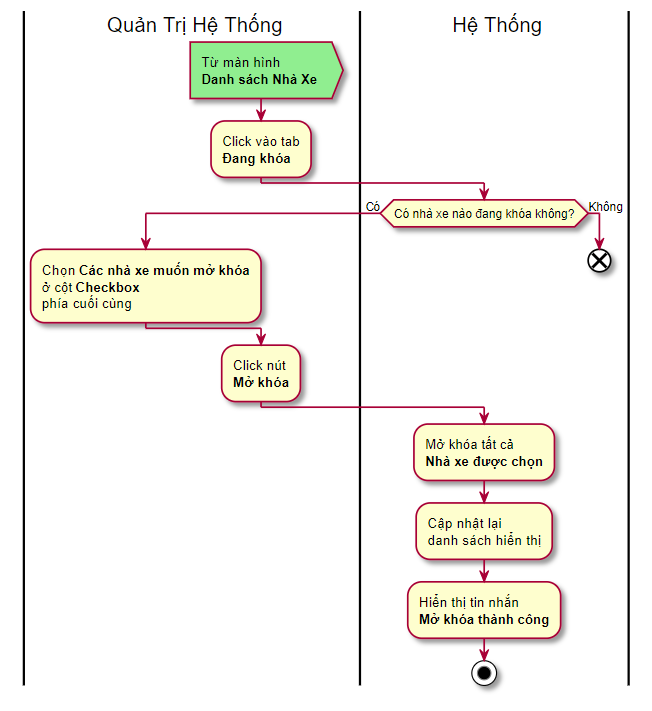 Quản Trị Hệ Thống
Hệ Thống
Từ màn hình
Danh sách Nhà Xe
Click vào tab
Đang khóa
Có
Có nhà xe nào đang khóa không?
Không
Chọn Các nhà xe muốn mở khóa
ở cột Checkbox
phía cuối cùng
Click nút
Mở khóa
Mở khóa tất cả
Nhà xe được chọn
Cập nhật lại
danh sách hiển thị
Hiển thị tin nhắn
Mở khóa thành công